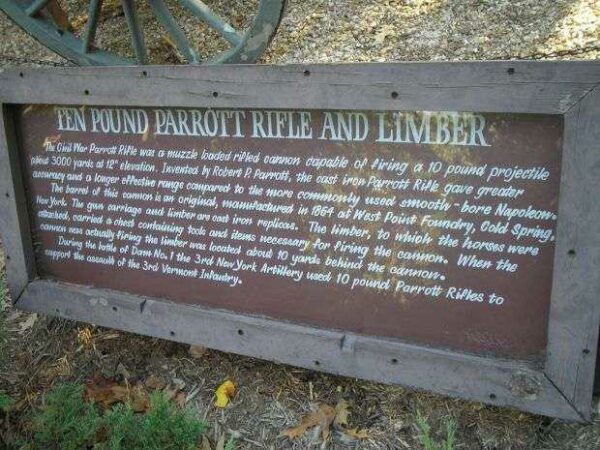 TEN POUND PARROTT RIFLE AND LIMBER
The Civil War Parrott Rifle was a muzzle loaded rifled cannon capable of firing a 10 pound projectile
3000 yards at 12° elevation. Invented by Robert P. Parrott, the cast iron Parrott Rifle gave greater
accuracy and a longer effective range compared to the more commonly used smooth-bore Napoleon.
The barrel of this cannon is an original, manufactured in 1864 at West Point Foundry, Cold Spring,
New York. The gun carriage and limber are cast iron replicas. The limber, to which the horses were
attached, carried a chest containing tools and items necessary for firing the cannon. When the
cannon was actually firing the limber was located about 10 yards behind the cannon.
During the battle of Dam No. 1 the 3rd New York Artillery used 10 pound Parrott Rifles to
support the assault of the 3rd Vermont Infantry.